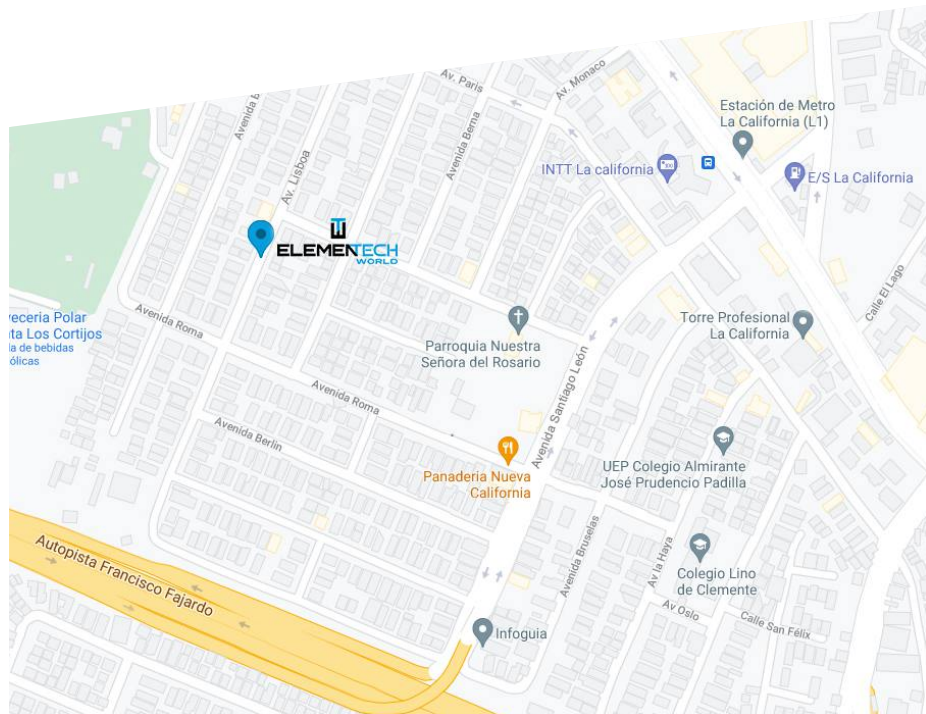 Av. Paris
Av. Monaco
Estación de Metro
La California (L1)
Avenida Berna
Av. Lisboa
INTT La california
E/S La California
ELEMENTECH
WORLD
Calle El Lago
Avenida Roma
Parroquia Nuestra
Señora del Rosario
Avenida Santiago León
Torre Profesional
La California
veceria Polar
ta Los Cortijos
a de bebidas
ólicas
Avenida Roma
Avenida Berlin
Panaderia Nueva
California
UEP Colegio Almirante
José Prudencio Padilla
Autopista Francisco Fajardo
Avenida Bruselas
Av la Haya
Colegio Lino
de Clemente
Av Oslo
Calle San Félix
Infoguia